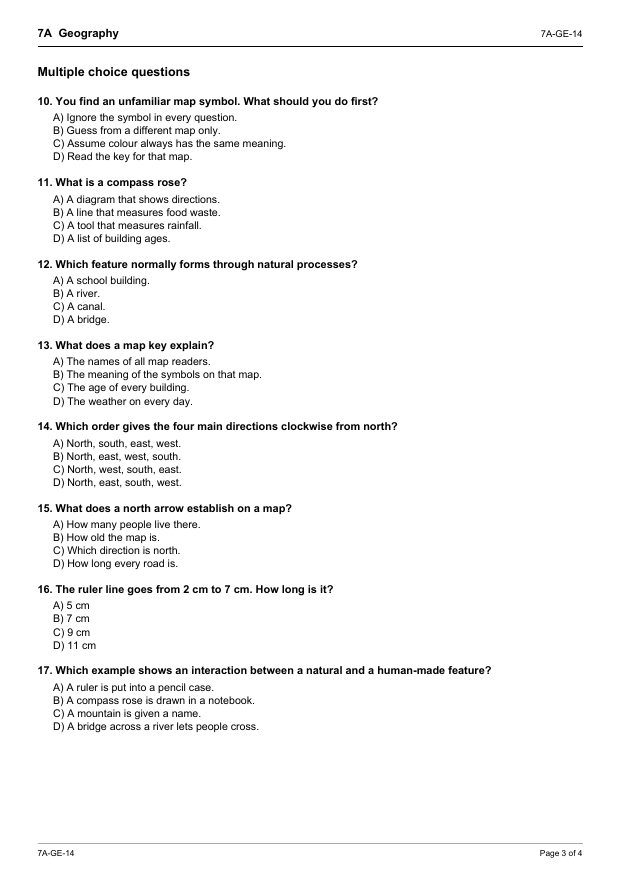 7A Geography
7A-GE-14
Multiple choice questions
10. You find an unfamiliar map symbol. What should you do first?
A) Ignore the symbol in every question.
B) Guess from a different map only.
C) Assume colour always has the same meaning.
D) Read the key for that map.
11. What is a compass rose?
A) A diagram that shows directions.
B) A line that measures food waste.
C) A tool that measures rainfall.
D) A list of building ages.
12. Which feature normally forms through natural processes?
A) A school building.
B) A river.
C) A canal.
D) A bridge.
13. What does a map key explain?
A) The names of all map readers.
B) The meaning of the symbols on that map.
C) The age of every building.
D) The weather on every day.
14. Which order gives the four main directions clockwise from north?
A) North, south, east, west.
B) North, east, west, south.
C) North, west, south, east.
D) North, east, south, west.
15. What does a north arrow establish on a map?
A) How many people live there.
B) How old the map is.
C) Which direction is north.
D) How long every road is.
16. The ruler line goes from 2 cm to 7 cm. How long is it?
A) 5 cm
B) 7 cm
C) 9 cm
D) 11 cm
17. Which example shows an interaction between a natural and a human-made feature?
A) A ruler is put into a pencil case.
B) A compass rose is drawn in a notebook.
C) A mountain is given a name.
D) A bridge across a river lets people cross.
7A-GE-14
Page 3 of 4